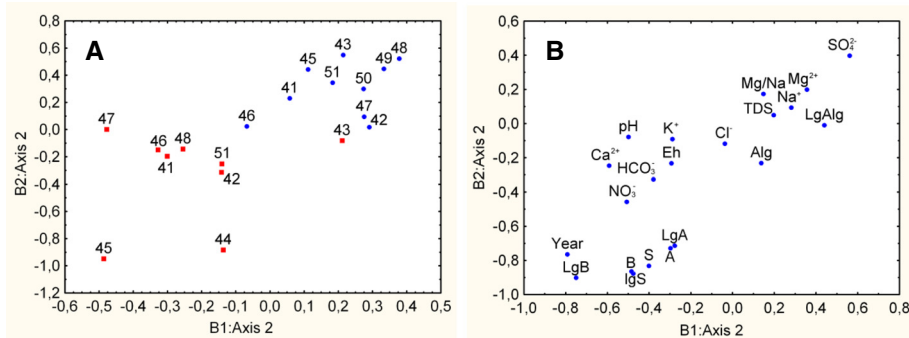 A
0,8
0,6
0,4
0,2
0,0
-0,2
-0,4
-0,6
-0,8
-1,0
-1,2
B2:Axis 2
43
48
45
49
51
50
41
47
46
42
47
43
46
48
41
51
42
44
45
-0,6 -0,5 -0,4 -0,3 -0,2 -0,1 0,0 0,1 0,2 0,3 0,4 0,5
B1:Axis 2
B
0,6
0,4
0,2
0,0
-0,2
-0,4
-0,6
-0,8
-1,0
B2:Axis 2
SO₄²⁻
Mg/Na Mg²⁺
Na⁺
TDS
LgAlg
pH K⁺
Cl⁻
Ca²⁺ Eh Alg
HCO₃⁻
NO₃⁻
Year LgA
S A
LgB B
lgS
-1,0 -0,8 -0,6 -0,4 -0,2 0,0 0,2 0,4 0,6 0,8
B1:Axis 2